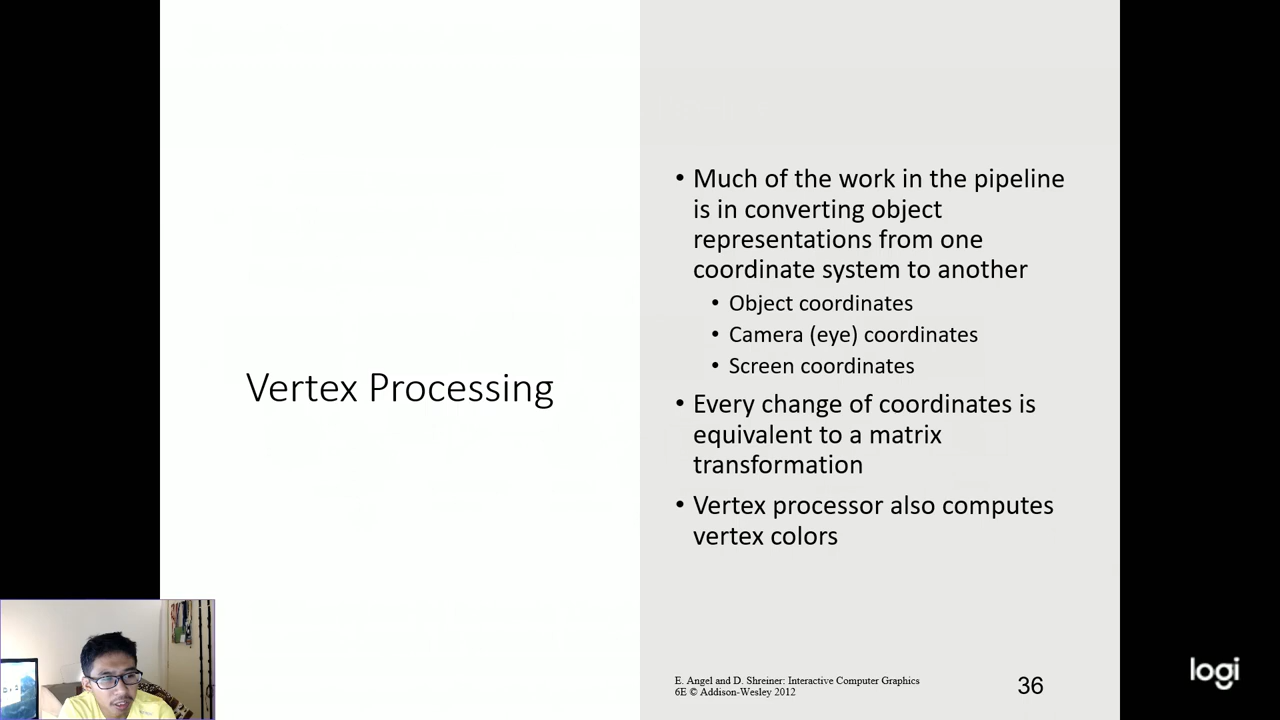 Vertex Processing
• Much of the work in the pipeline
is in converting object
representations from one
coordinate system to another
• Object coordinates
• Camera (eye) coordinates
• Screen coordinates
• Every change of coordinates is
equivalent to a matrix
transformation
• Vertex processor also computes
vertex colors
E. Angel and D. Shreiner: Interactive Computer Graphics
6E © Addison-Wesley 2012
36
logi